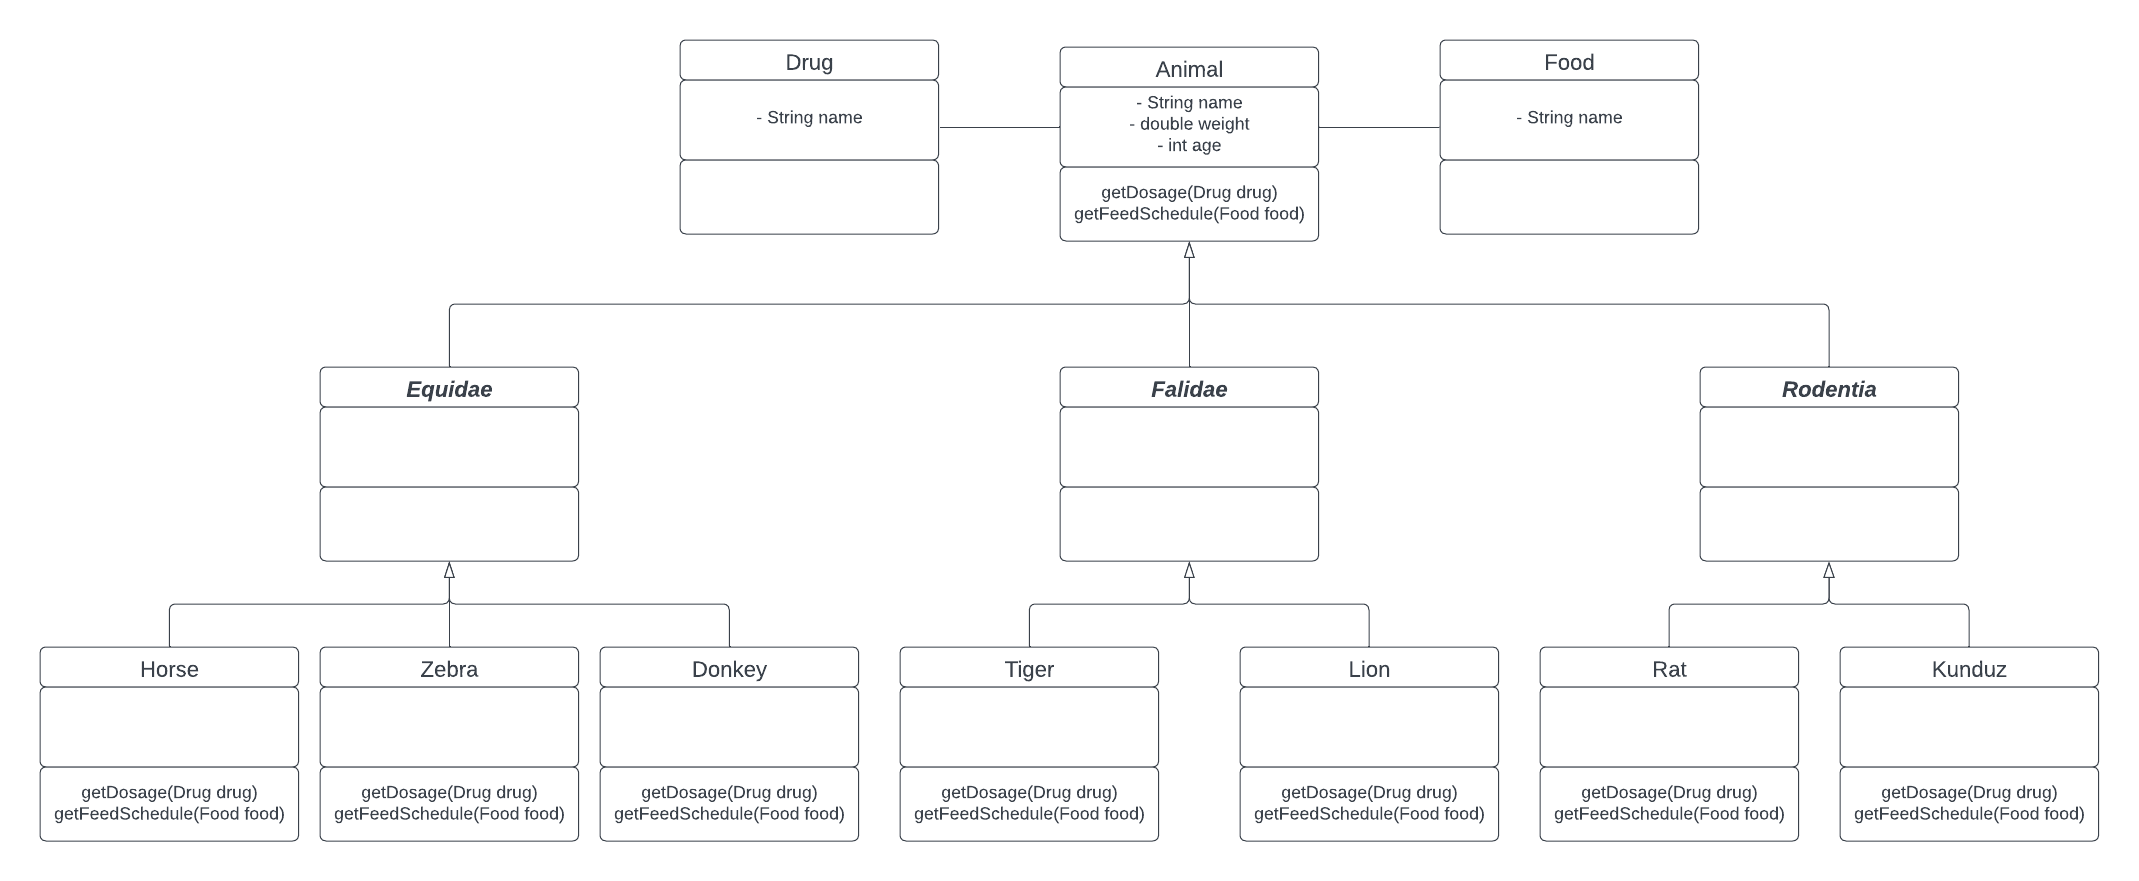 Drug
- String name
Animal
- String name
- double weight
- int age
getDosage(Drug drug)
getFeedSchedule(Food food)
Food
- String name
Equidae
Falidae
Rodentia
Horse
getDosage(Drug drug)
getFeedSchedule(Food food)
Zebra
getDosage(Drug drug)
getFeedSchedule(Food food)
Donkey
getDosage(Drug drug)
getFeedSchedule(Food food)
Tiger
getDosage(Drug drug)
getFeedSchedule(Food food)
Lion
getDosage(Drug drug)
getFeedSchedule(Food food)
Rat
getDosage(Drug drug)
getFeedSchedule(Food food)
Kunduz
getDosage(Drug drug)
getFeedSchedule(Food food)